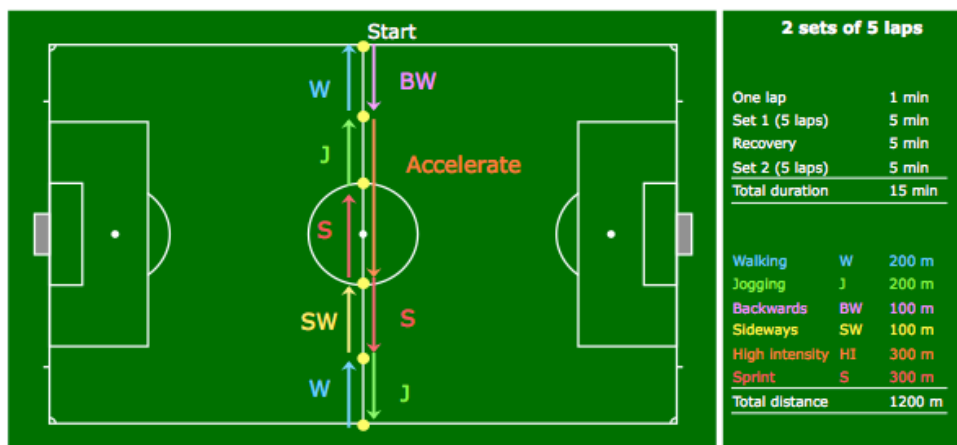 Start
W
BW
J
Accelerate
S
SW
S
W
J
2 sets of 5 laps
One lap 1 min
Set 1 (5 laps) 5 min
Recovery 5 min
Set 2 (5 laps) 5 min
Total duration 15 min
Walking W 200 m
Jogging J 200 m
Backwards BW 100 m
Sideways SW 100 m
High intensity HI 300 m
Sprint S 300 m
Total distance 1200 m